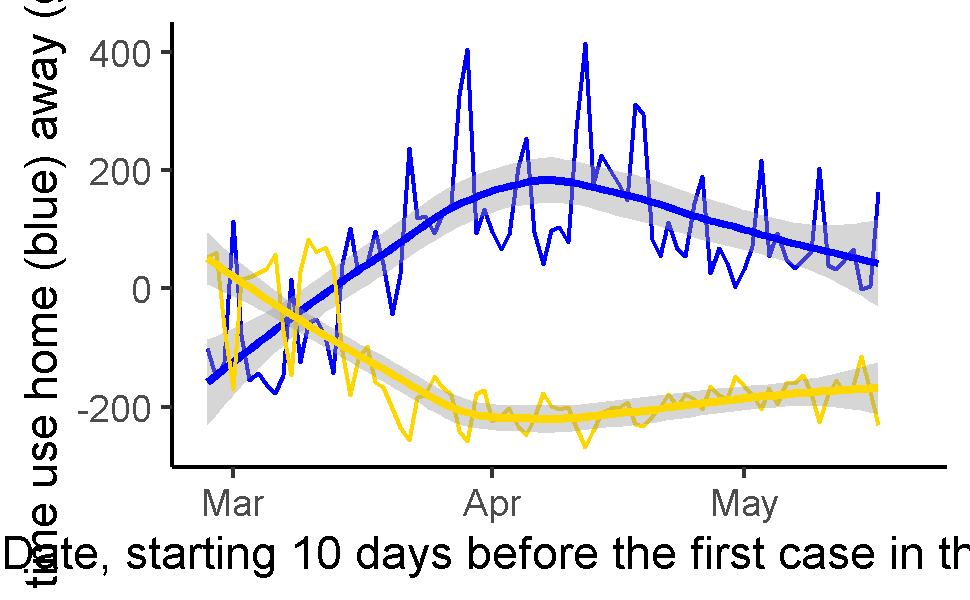 time use home (blue) away (
400
200
0
-200
Mar Apr May
Date, starting 10 days before the first case in th